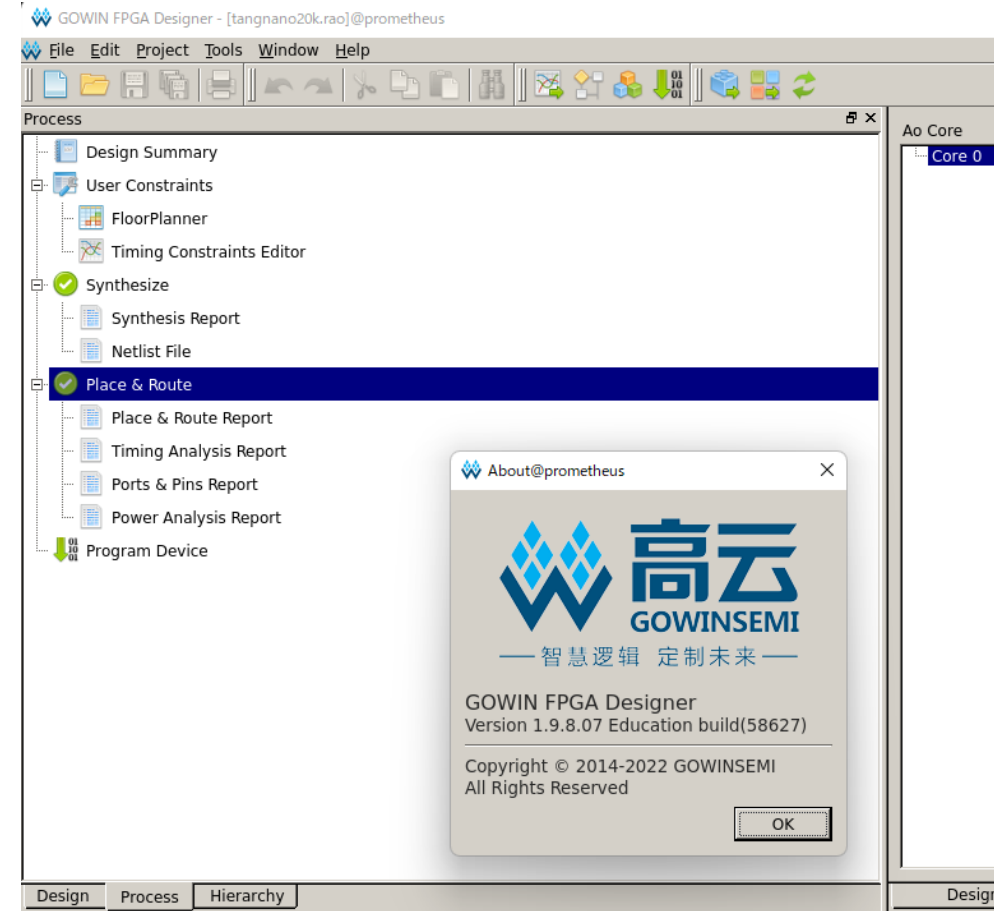 GOWIN FPGA Designer - [tangnano20k.rao]@prometheus
File Edit Project Tools Window Help
Process
Design Summary
User Constraints
FloorPlanner
Timing Constraints Editor
Synthesize
Synthesis Report
Netlist File
Place & Route
Place & Route Report
Timing Analysis Report
Ports & Pins Report
Power Analysis Report
Program Device
Design Process Hierarchy
Ao Core
Core 0
Design
About@prometheus
高云
GOWINSEMI
智慧逻辑 定制未来
GOWIN FPGA Designer
Version 1.9.8.07 Education build(58627)
Copyright © 2014-2022 GOWINSEMI
All Rights Reserved
OK